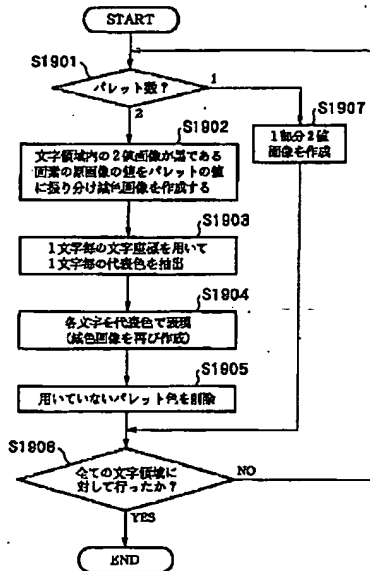 START
S1901
パレット数?
1
2
S1907
1部分2値
画像を作成
S1902
文字領域内の2値画像が黒である
画素の原画像の値をパレットの値
に振り分け減色画像を作成する
S1903
1文字毎の文字座標を用いて
1文字毎の代表色を抽出
S1904
各文字を代表色で表現
(減色画像を再び作成)
S1905
用いていないパレット色を削除
S1906
全ての文字領域に
対して行ったか?
NO
YES
END